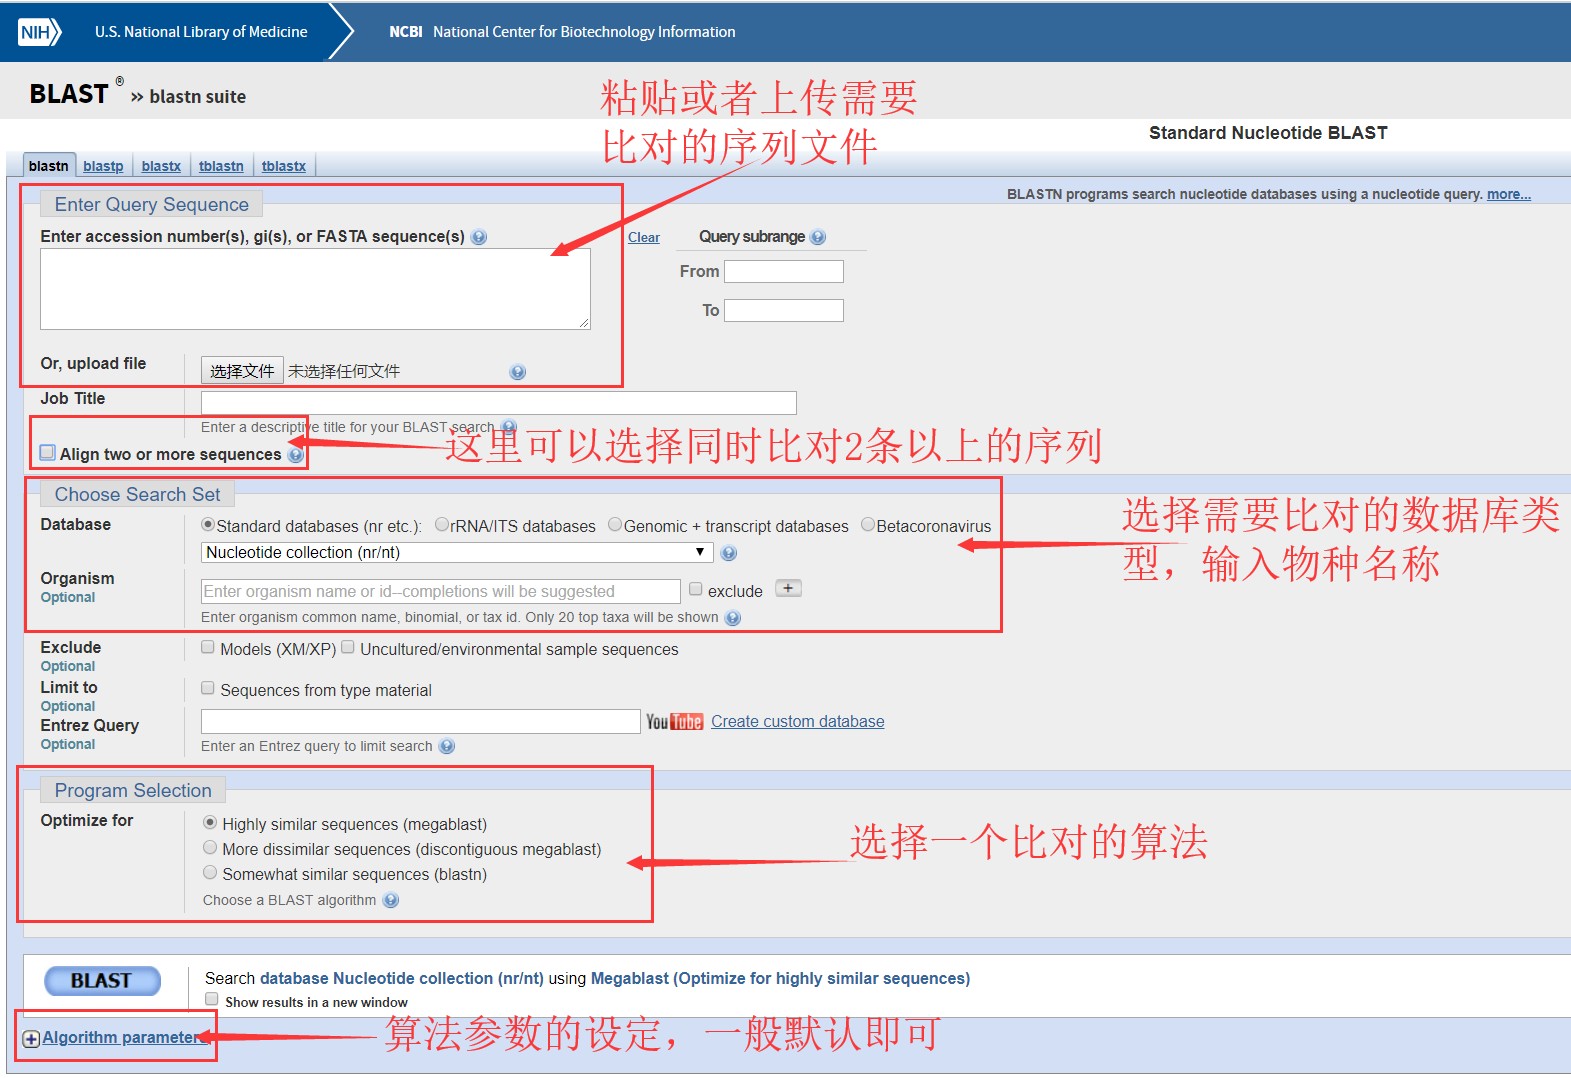 NIH U.S. National Library of Medicine NCBI National Center for Biotechnology Information
BLAST ® » blastn suite
粘贴或者上传需要
比对的序列文件
Standard Nucleotide BLAST
blastn blastp blastx tblastn tblastx
BLASTN programs search nucleotide databases using a nucleotide query. more...
Enter Query Sequence
Enter accession number(s), gi(s), or FASTA sequence(s) Clear Query subrange
From
To
Or, upload file 选择文件 未选择任何文件
Job Title
Enter a descriptive title for your BLAST search
Align two or more sequences 这里可以选择同时比对2条以上的序列
Choose Search Set
Database Standard databases (nr etc.): rRNA/ITS databases Genomic + transcript databases Betacoronavirus
Nucleotide collection (nr/nt)
选择需要比对的数据库类
型，输入物种名称
Organism
Optional
Enter organism name or id--completions will be suggested exclude +
Enter organism common name, binomial, or tax id. Only 20 top taxa will be shown
Exclude
Optional
Models (XM/XP) Uncultured/environmental sample sequences
Limit to
Optional
Sequences from type material
Entrez Query
Optional
YouTube Create custom database
Enter an Entrez query to limit search
Program Selection
Optimize for
Highly similar sequences (megablast)
More dissimilar sequences (discontiguous megablast)
Somewhat similar sequences (blastn)
Choose a BLAST algorithm
选择一个比对的算法
BLAST Search database Nucleotide collection (nr/nt) using Megablast (Optimize for highly similar sequences)
Show results in a new window
Algorithm parameters 算法参数的设定，一般默认即可